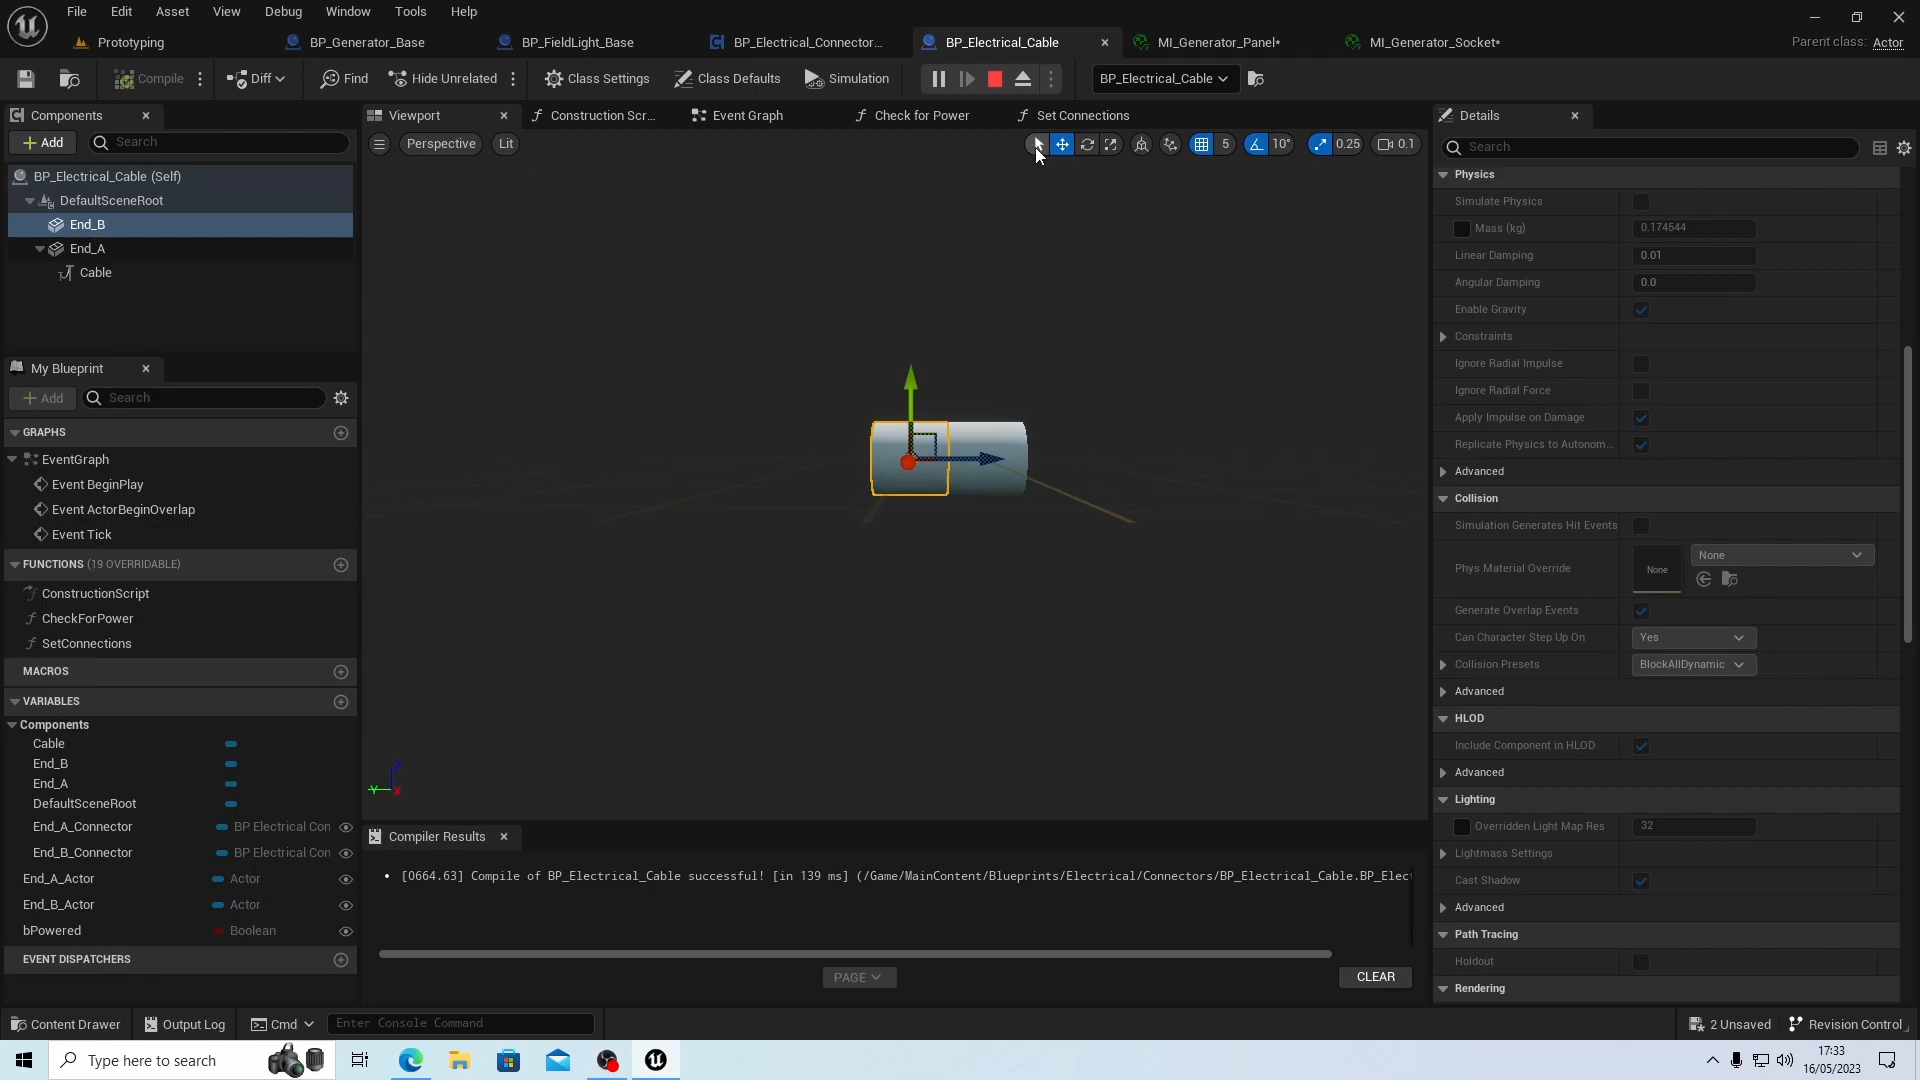 File Edit Asset View Debug Window Tools Help
Prototyping BP_Generator_Base BP_FieldLight_Base BP_Electrical_Connector... BP_Electrical_Cable MI_Generator_Panel* MI_Generator_Socket* Parent class: Actor
Compile Diff Find Hide Unrelated Class Settings Class Defaults Simulation BP_Electrical_Cable
Components
Add Search
BP_Electrical_Cable (Self)
DefaultSceneRoot
End_B
End_A
Cable
My Blueprint
Add Search
GRAPHS
EventGraph
Event BeginPlay
Event ActorBeginOverlap
Event Tick
FUNCTIONS (19 OVERRIDABLE)
ConstructionScript
CheckForPower
SetConnections
MACROS
VARIABLES
Components
Cable
End_B
End_A
DefaultSceneRoot
End_A_Connector BP Electrical Con
End_B_Connector BP Electrical Con
End_A_Actor Actor
End_B_Actor Actor
bPowered Boolean
EVENT DISPATCHERS
Viewport Construction Scr... Event Graph Check for Power Set Connections
Perspective Lit 5 10° 0.25 0.1
Z
Y X
Compiler Results
• [0664.63] Compile of BP_Electrical_Cable successful! [in 139 ms] (/Game/MainContent/Blueprints/Electrical/Connectors/BP_Electrical_Cable.BP_Elect
PAGE CLEAR
Details
Search
Physics
Simulate Physics
Mass (kg) 0.174544
Linear Damping 0.01
Angular Damping 0.0
Enable Gravity
Constraints
Ignore Radial Impulse
Ignore Radial Force
Apply Impulse on Damage
Replicate Physics to Autonom...
Advanced
Collision
Simulation Generates Hit Events
Phys Material Override None None
Generate Overlap Events
Can Character Step Up On Yes
Collision Presets BlockAllDynamic
Advanced
HLOD
Include Component in HLOD
Advanced
Lighting
Overridden Light Map Res 32
Lightmass Settings
Cast Shadow
Advanced
Path Tracing
Holdout
Rendering
Content Drawer Output Log Cmd Enter Console Command 2 Unsaved Revision Control
Type here to search 17:33
16/05/2023